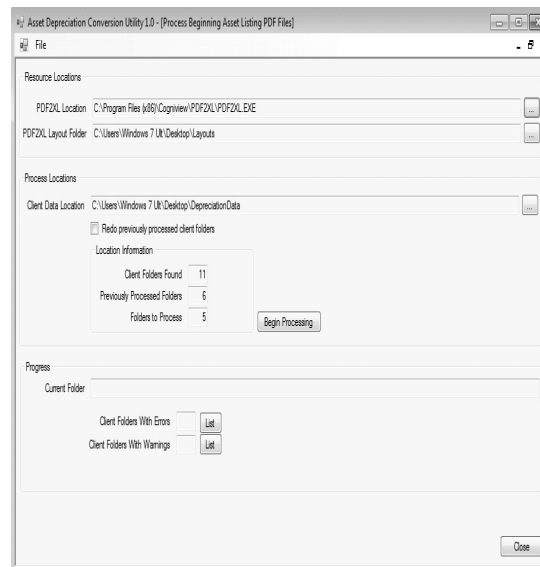 Asset Depreciation Conversion Utility 1.0 - [Process Beginning Asset Listing PDF Files]
File
Resource Locations
PDF2XL Location C:\Program Files (x86)\Cogniview\PDF2XL\PDF2XL.EXE ...
PDF2XL Layout Folder C:\Users\Windows 7 Ult\Desktop\Layouts ...
Process Locations
Client Data Location C:\Users\Windows 7 Ult\Desktop\DepreciationData ...
Redo previously processed client folders
Location Information
Client Folders Found 11
Previously Processed Folders 6
Folders to Process 5
Begin Processing
Progress
Current Folder
Client Folders With Errors List
Client Folders With Warnings List
Close